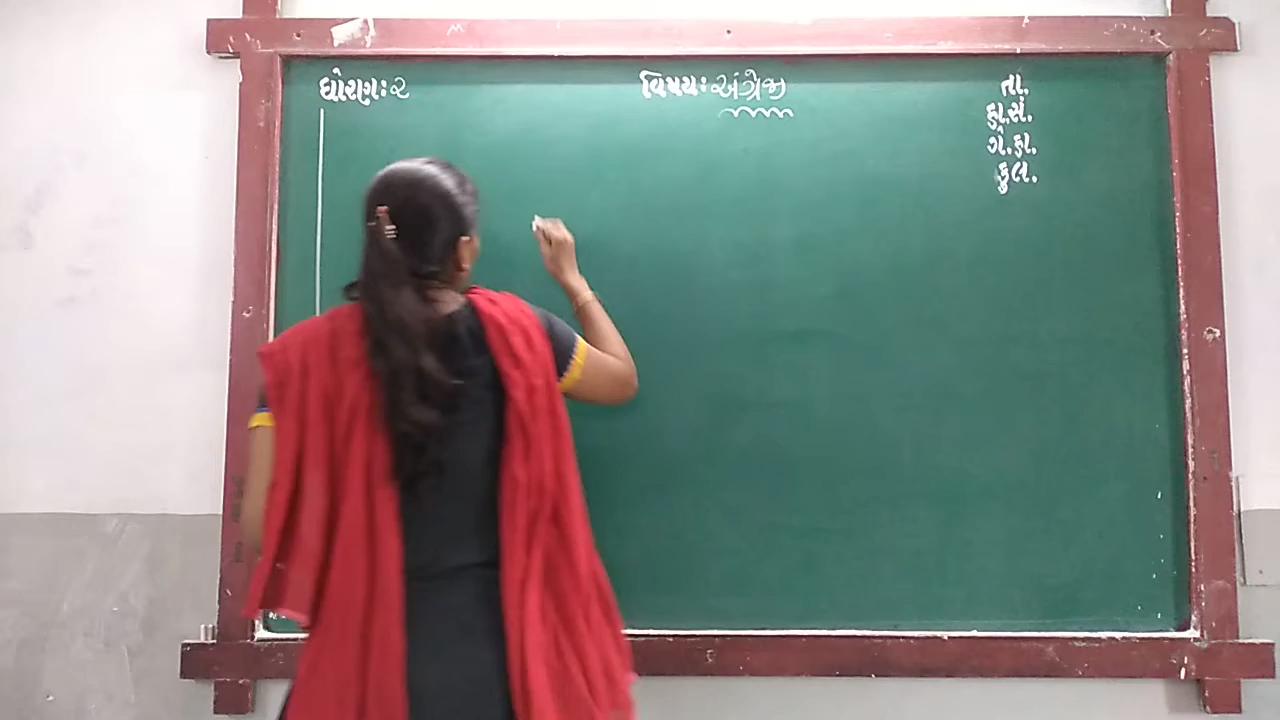 ધોરણ:૨
વિષય: અંગ્રેજી
તા.
ક્રા.સં.
ગે.હા.
કુલ.